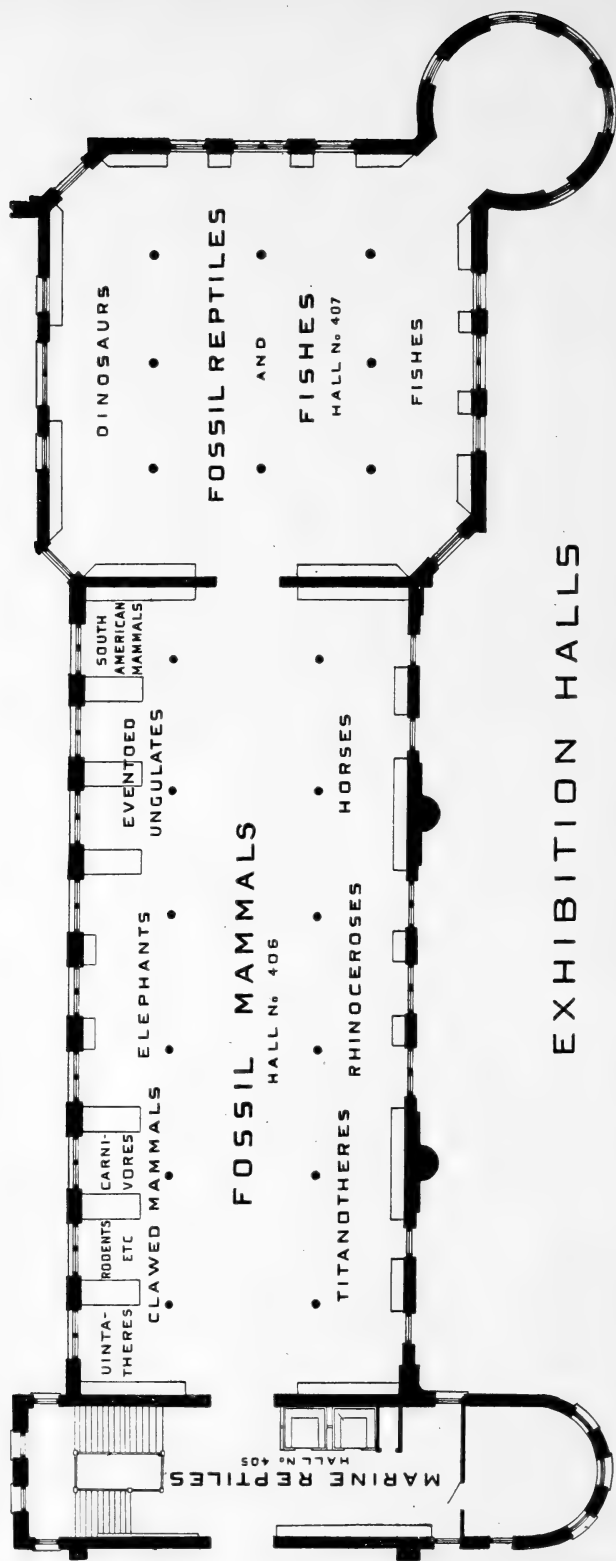 MARINE REPTILES
HALL No 405
UINTA-
THERES
RODENTS
ETC
CARNI-
VORES
CLAWED MAMMALS
ELEPHANTS
EVENTOED
UNGULATES
SOUTH
AMERICAN
MAMMALS
FOSSIL MAMMALS
HALL No 406
TITANOTHERES
RHINOCEROSES
HORSES
DINOSAURS
FOSSIL REPTILES
AND
FISHES
HALL No 407
FISHES
EXHIBITION HALLS